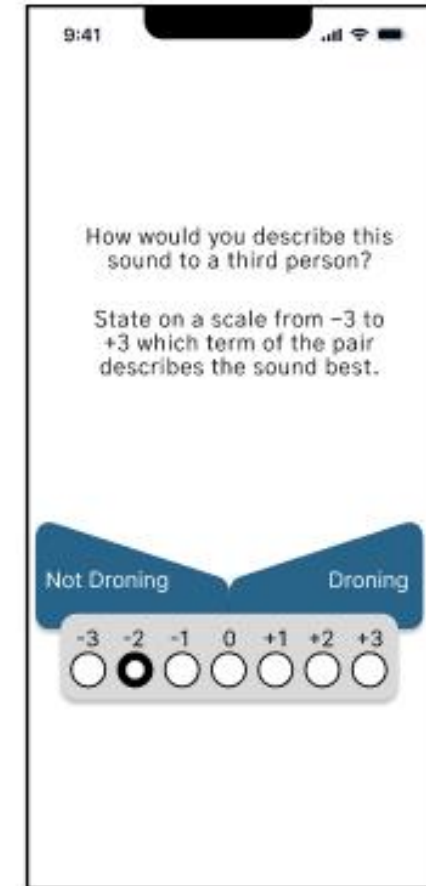 9:41
How would you describe this
sound to a third person?
State on a scale from −3 to
+3 which term of the pair
describes the sound best.
Not Droning Droning
-3 -2 -1 0 +1 +2 +3